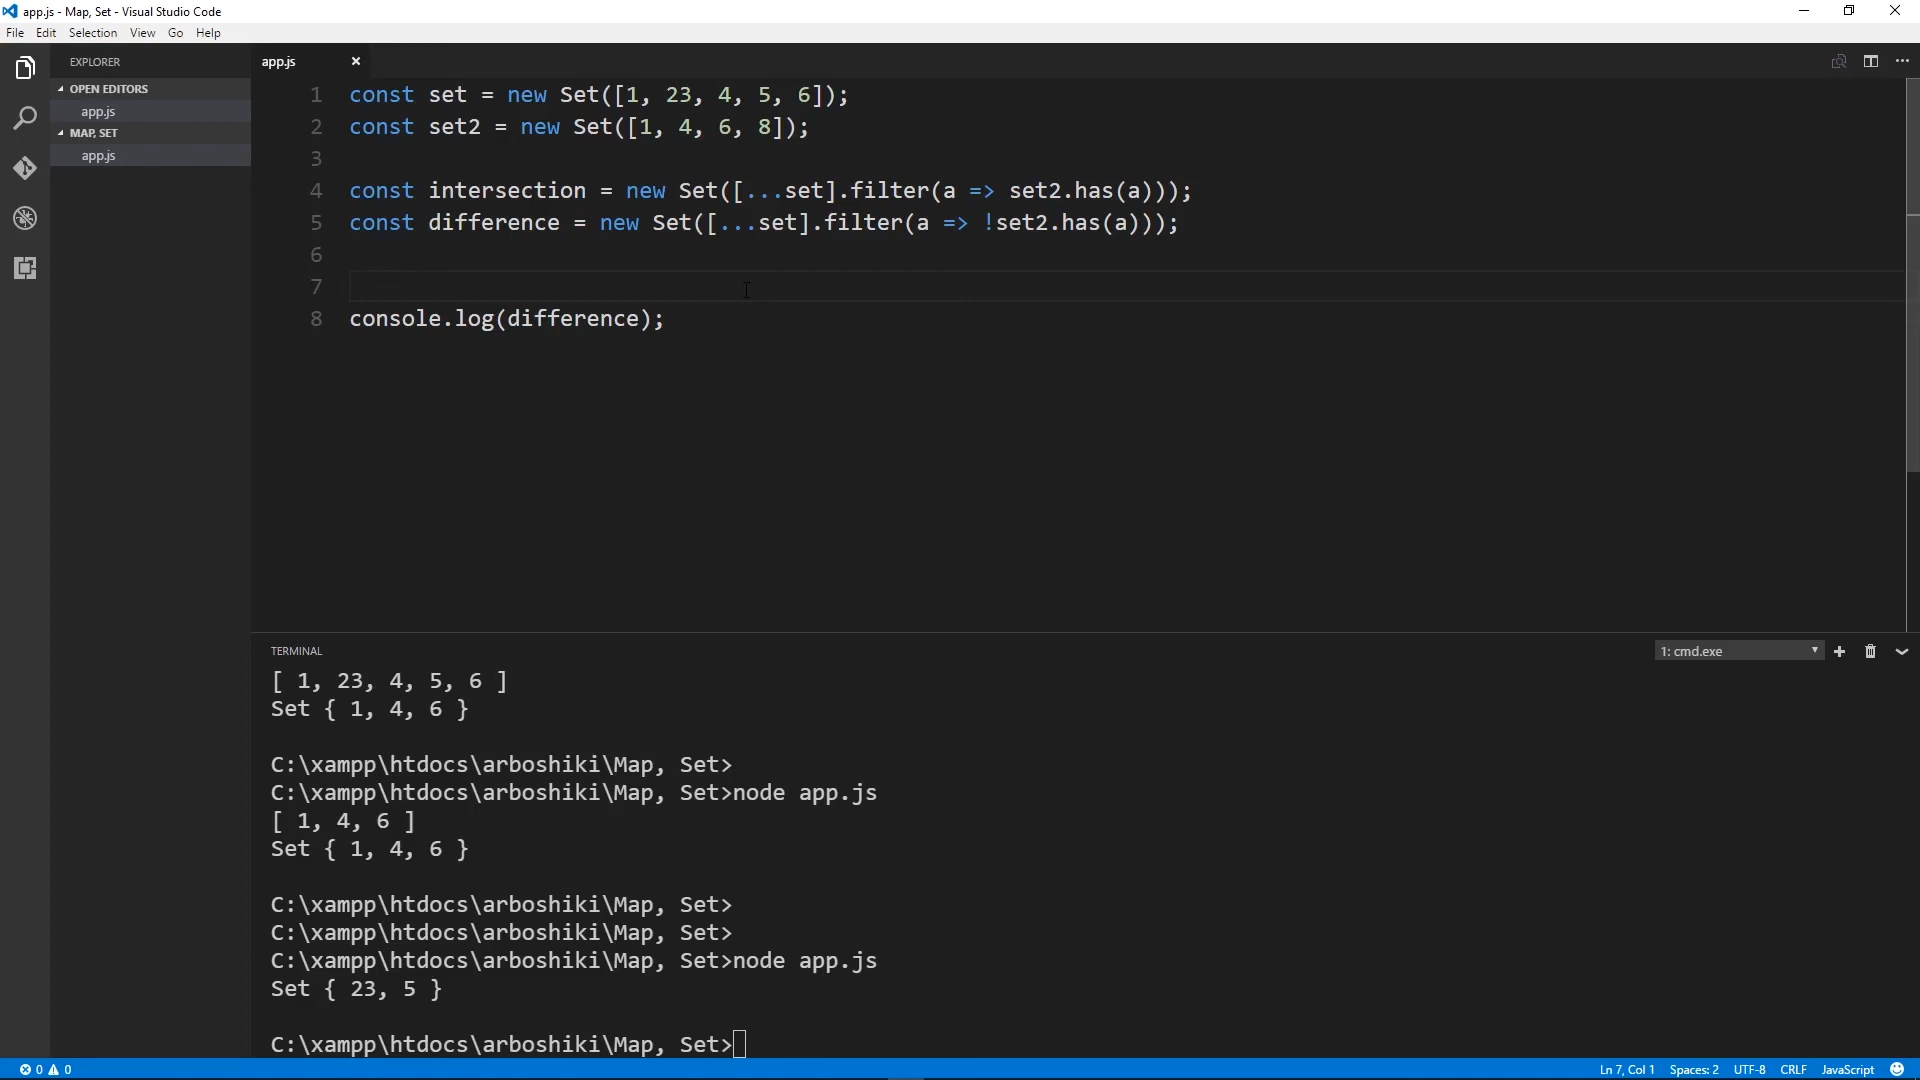 app.js - Map, Set - Visual Studio Code
File Edit Selection View Go Help
EXPLORER
OPEN EDITORS
app.js
MAP, SET
app.js
app.js
1 const set = new Set([1, 23, 4, 5, 6]);
2 const set2 = new Set([1, 4, 6, 8]);
3
4 const intersection = new Set([...set].filter(a => set2.has(a)));
5 const difference = new Set([...set].filter(a => !set2.has(a)));
6
7
8 console.log(difference);
TERMINAL
1: cmd.exe
[ 1, 23, 4, 5, 6 ]
Set { 1, 4, 6 }
C:\xampp\htdocs\arboshiki\Map, Set>
C:\xampp\htdocs\arboshiki\Map, Set>node app.js
[ 1, 4, 6 ]
Set { 1, 4, 6 }
C:\xampp\htdocs\arboshiki\Map, Set>
C:\xampp\htdocs\arboshiki\Map, Set>
C:\xampp\htdocs\arboshiki\Map, Set>node app.js
Set { 23, 5 }
C:\xampp\htdocs\arboshiki\Map, Set>
0 0 Ln 7, Col 1 Spaces: 2 UTF-8 CRLF JavaScript